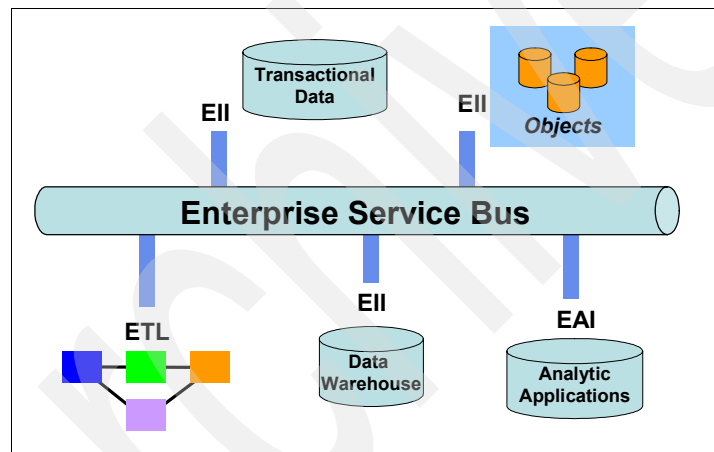 Transactional
Data
EII
EII
Objects
Enterprise Service Bus
ETL
EII
EAI
Data
Warehouse
Analytic
Applications